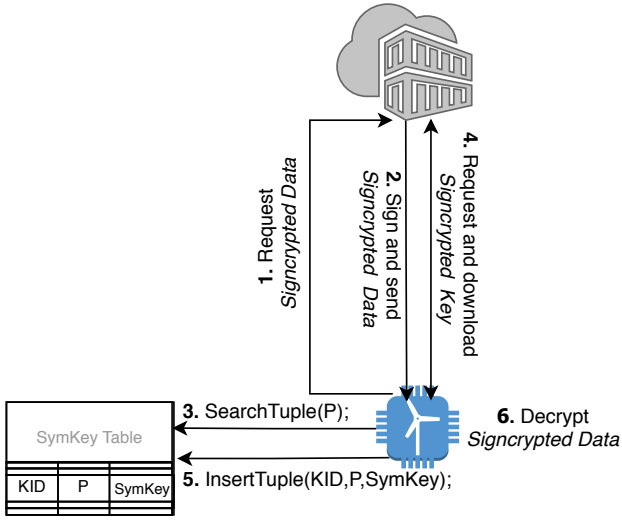 1. Request
Signcrypted Data
2. Sign and send
Signcrypted Data
4. Request and download
Signcrypted Key
3. SearchTuple(P);
SymKey Table
6. Decrypt
Signcrypted Data
5. InsertTuple(KID,P,SymKey);
KID P SymKey